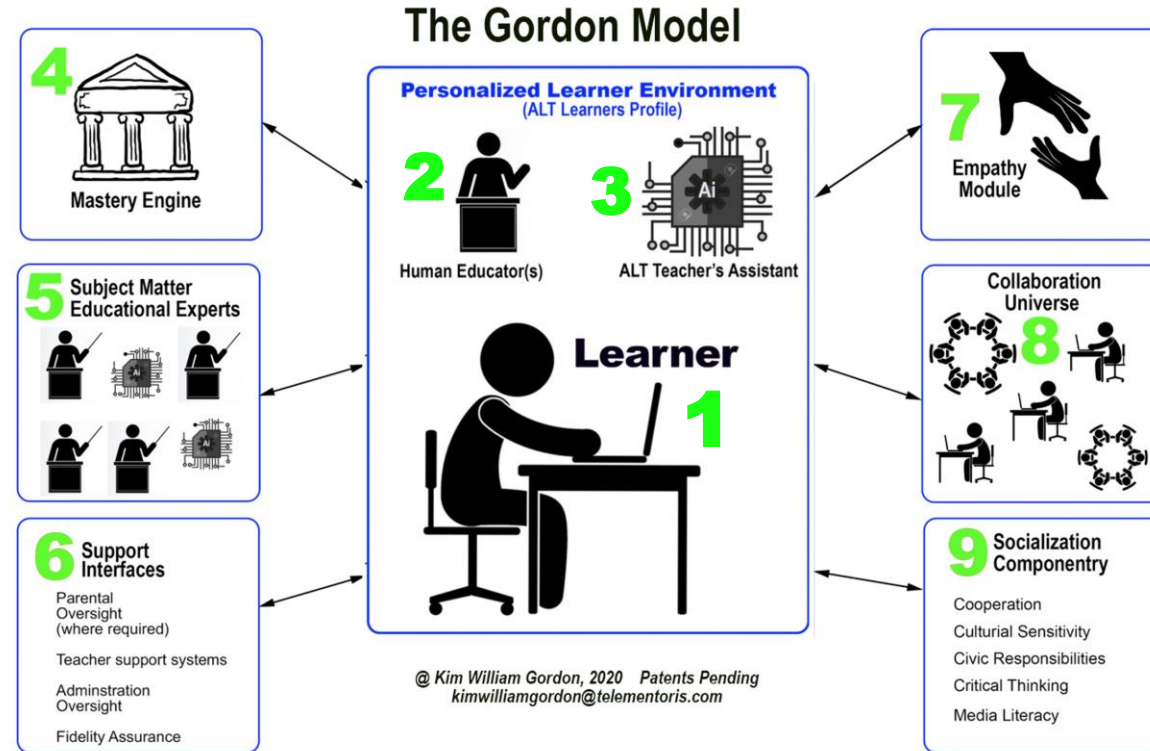 The Gordon Model
4
Mastery Engine
5
Subject Matter
Educational Experts
Ai
Ai
6
Support
Interfaces
Parental
Oversight
(where required)
Teacher support systems
Adminstration
Oversight
Fidelity Assurance
Personalized Learner Environment
(ALT Learners Profile)
2
Human Educator(s)
3
Ai
ALT Teacher's Assistant
Learner
1
@ Kim William Gordon, 2020 Patents Pending
kimwilliamgordon@telementoris.com
7
Empathy
Module
Collaboration
Universe
8
9
Socialization
Componentry
Cooperation
Culturial Sensitivity
Civic Responsibilities
Critical Thinking
Media Literacy